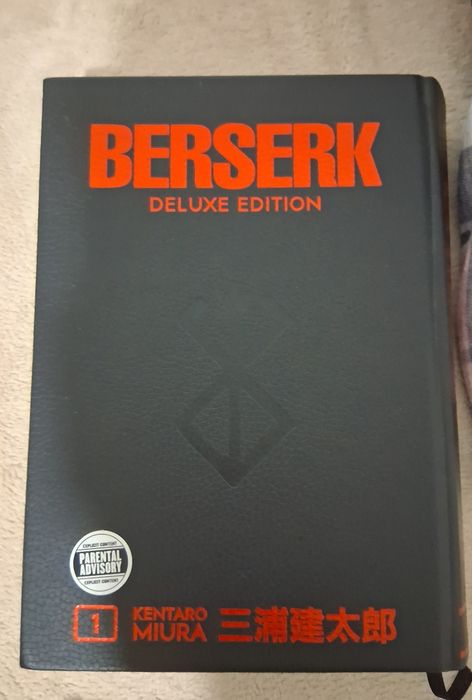 BERSERK
DELUXE EDITION
EXPLICIT CONTENT
PARENTAL
ADVISORY
EXPLICIT CONTENT
1
KENTARO
MIURA
三浦建太郎